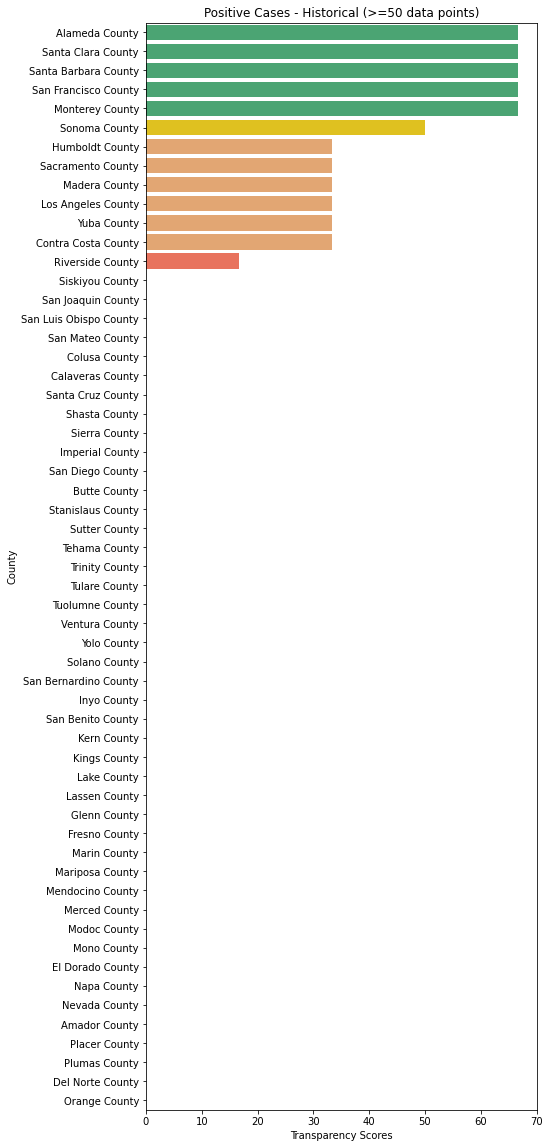 Positive Cases - Historical (>=50 data points)
Alameda County
Santa Clara County
Santa Barbara County
San Francisco County
Monterey County
Sonoma County
Humboldt County
Sacramento County
Madera County
Los Angeles County
Yuba County
Contra Costa County
Riverside County
Siskiyou County
San Joaquin County
San Luis Obispo County
San Mateo County
Colusa County
Calaveras County
Santa Cruz County
Shasta County
Sierra County
Imperial County
San Diego County
Butte County
Stanislaus County
Sutter County
Tehama County
Trinity County
Tulare County
Tuolumne County
Ventura County
Yolo County
Solano County
San Bernardino County
Inyo County
San Benito County
Kern County
Kings County
Lake County
Lassen County
Glenn County
Fresno County
Marin County
Mariposa County
Mendocino County
Merced County
Modoc County
Mono County
El Dorado County
Napa County
Nevada County
Amador County
Placer County
Plumas County
Del Norte County
Orange County
County
0 10 20 30 40 50 60 70
Transparency Scores